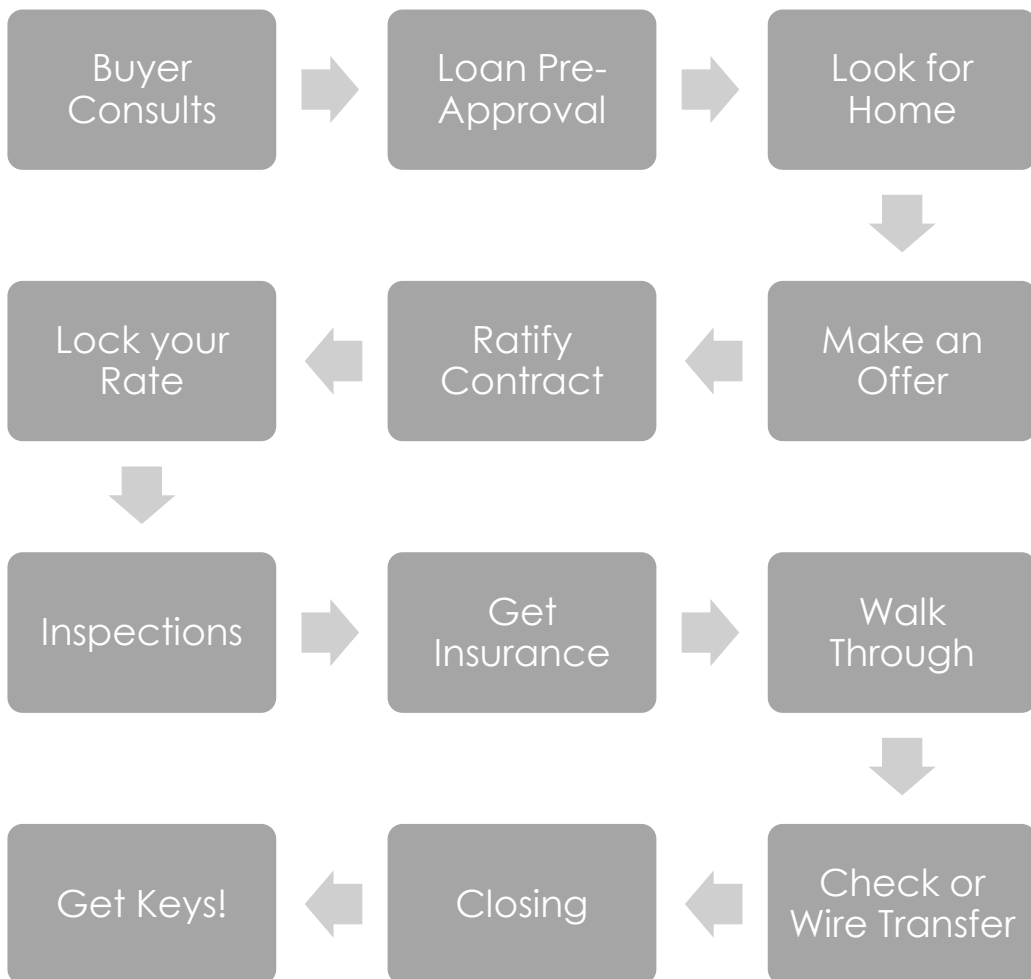 Buyer
Consults
Loan Pre-
Approval
Look for
Home
Make an
Offer
Ratify
Contract
Lock your
Rate
Inspections
Get
Insurance
Walk
Through
Check or
Wire Transfer
Closing
Get Keys!